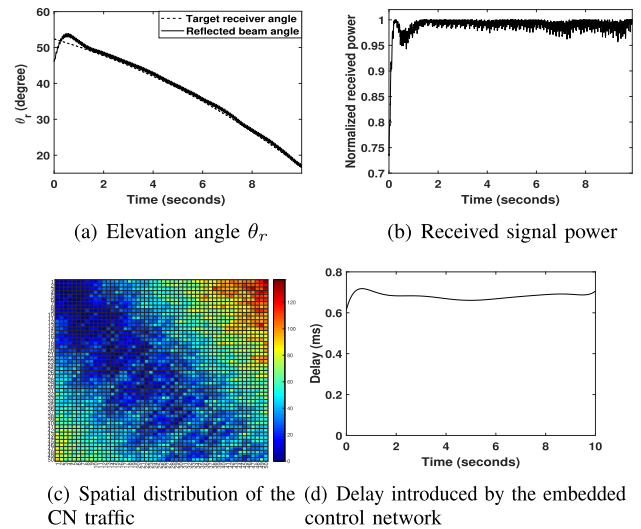 Target receiver angle
Reflected beam angle
60
50
40
30
20
θr (degree)
0 2 4 6 8
Time (seconds)
(a) Elevation angle θr
1
0.95
0.9
0.85
0.8
0.75
0.7
Normalized received power
0 2 4 6 8
Time (seconds)
(b) Received signal power
120
100
80
60
40
20
0
(c) Spatial distribution of the
CN traffic
0.8
0.6
0.4
0.2
0
Delay (ms)
0 2 4 6 8 10
Time (seconds)
(d) Delay introduced by the embedded
control network